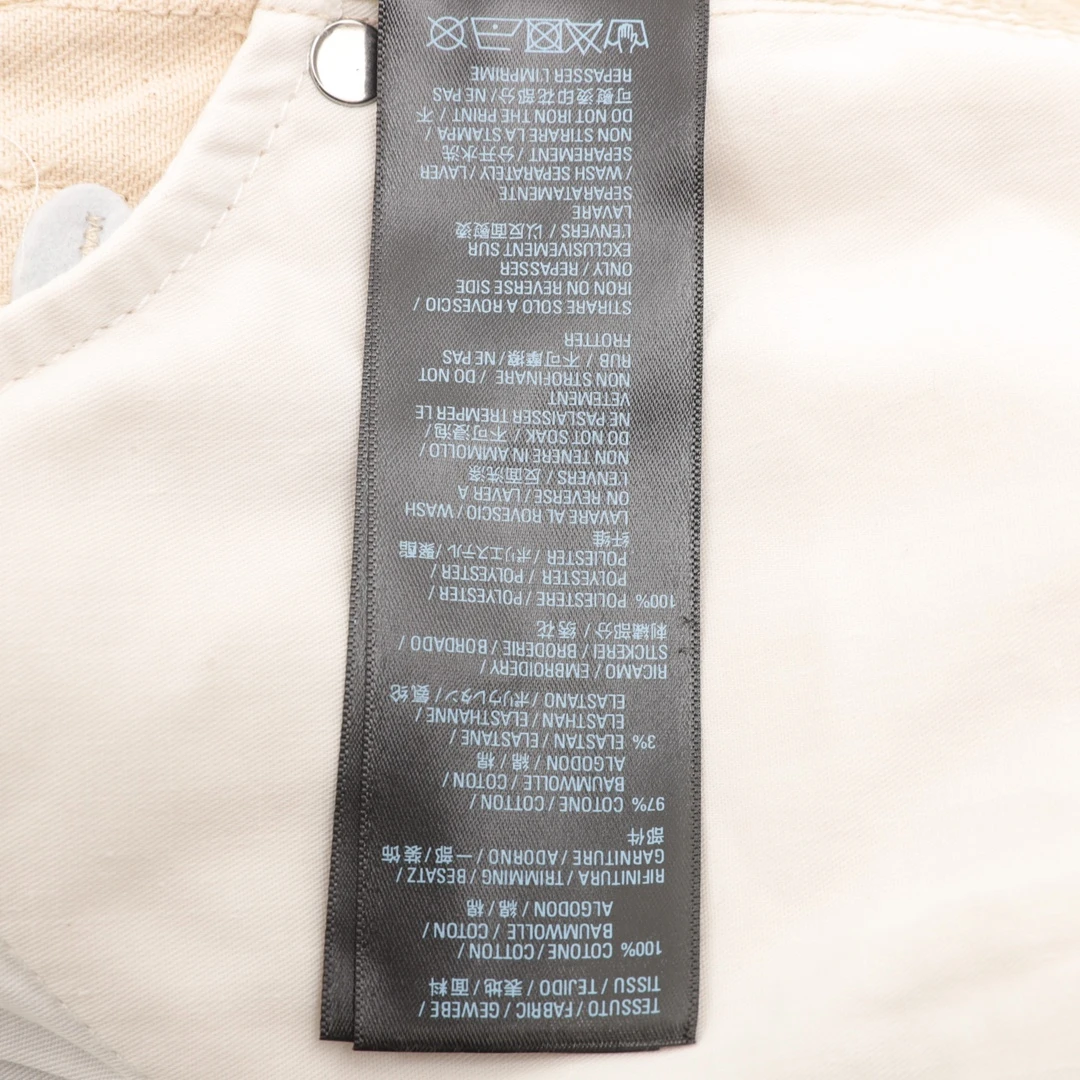 TESSUTO / FABRIC / GEWEBE /
TISSU / TEJIDO / 表地 / 面料
100% COTONE / COTTON /
BAUMWOLLE / COTON /
ALGODON / 綿 / 棉
RIFINITURA / TRIMMING / BESATZ /
GARNITURE / ADORNO / 一部 / 装饰
部件
97% COTONE / COTTON /
BAUMWOLLE / COTON /
ALGODON / 綿 / 棉
3% ELASTAN / ELASTANE /
ELASTHAN / ELASTHANNE /
ELASTANO / ポリウレタン / 氨纶
RICAMO / EMBROIDERY /
STICKEREI / BRODERIE / BORDADO /
刺繍部分 / 绣花
100% POLIESTERE / POLYESTER /
POLYESTER / POLYESTER /
POLIESTER / ポリエステル / 聚酯
纤维
LAVARE AL ROVESCIO / WASH
ON REVERSE / LAVER A
L'ENVERS / 反面洗涤
NON TENERE IN AMMOLLO /
DO NOT SOAK / 不可浸泡 /
NE PAS LAISSER TREMPER LE
VETEMENT
NON STROFINARE / DO NOT
RUB / 不可摩擦 / NE PAS
FROTTER
STIRARE SOLO A ROVESCIO /
IRON ON REVERSE SIDE
ONLY / REPASSER
EXCLUSIVEMENT SUR
L'ENVERS / 以反面熨烫
LAVARE
SEPARATAMENTE
/ WASH SEPARATELY / LAVER
SEPAREMENT / 分开水洗
NON STIRARE LA STAMPA /
DO NOT IRON THE PRINT / 不
可熨烫印花部分 / NE PAS
REPASSER L'IMPRIME